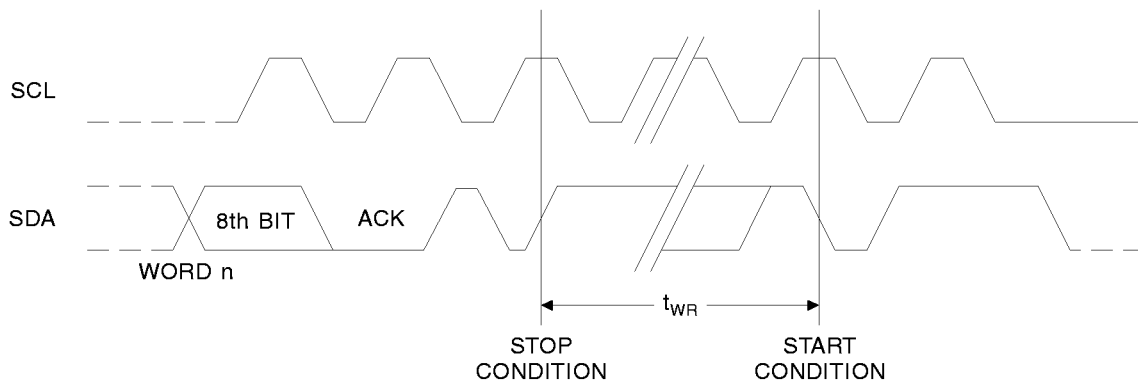 SCL
SDA
8th BIT
ACK
WORD n
tWR
STOP
CONDITION
START
CONDITION